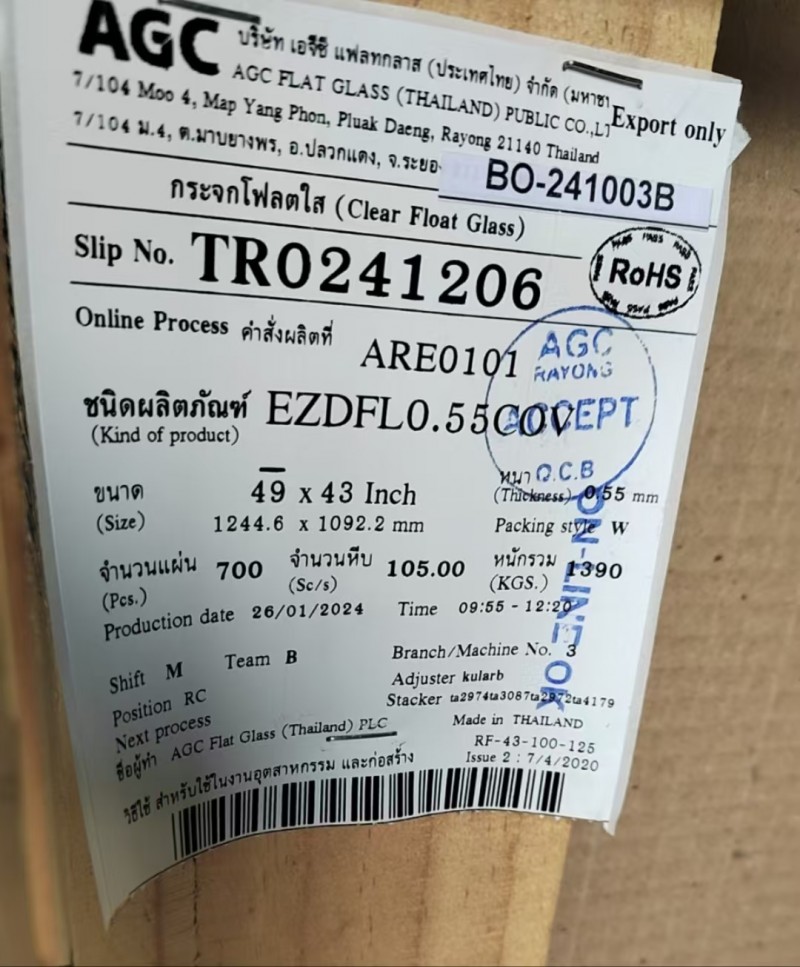 AGC บริษัท เอจีซี แฟลทกลาส (ประเทศไทย) จำกัด (มหาชา
AGC FLAT GLASS (THAILAND) PUBLIC CO.,LT
Export only
7/104 Moo 4, Map Yang Phon, Pluak Daeng, Rayong 21140 Thailand
7/104 ม.4, ต.มาบยางพร, อ.ปลวกแดง, จ.ระยอ
BO-241003B
กระจกโฟลตใส (Clear Float Glass)
Slip No. TR0241206
RoHS
Online Process คำสั่งผลิตที่ ARE0101
AGC
RAYONG
ACCEPT
Q.C.B
ON-LINE OK
ชนิดผลิตภัณฑ์ EZDFL0.55COV
(Kind of product)
ขนาด 49 x 43 Inch หนา
(Size) 1244.6 x 1092.2 mm (Thickness) 0.55 mm
Packing style W
จำนวนแผ่น 700 จำนวนหีบ 105.00 หนักรวม 1390
(Pcs.) (Sc/s) (KGS.)
Production date 26/01/2024 Time 09:55 - 12:20
Shift M Team B Branch/Machine No. 3
Position RC Adjuster kularb
Next process Stacker ta2974ta3087ta2972ta4179
ชื่อผู้ทำ AGC Flat Glass (Thailand) PLC Made in THAILAND
RF-43-100-125
วิธีใช้ สำหรับใช้ในงานอุตสาหกรรม และก่อสร้าง Issue 2 : 7/4/2020